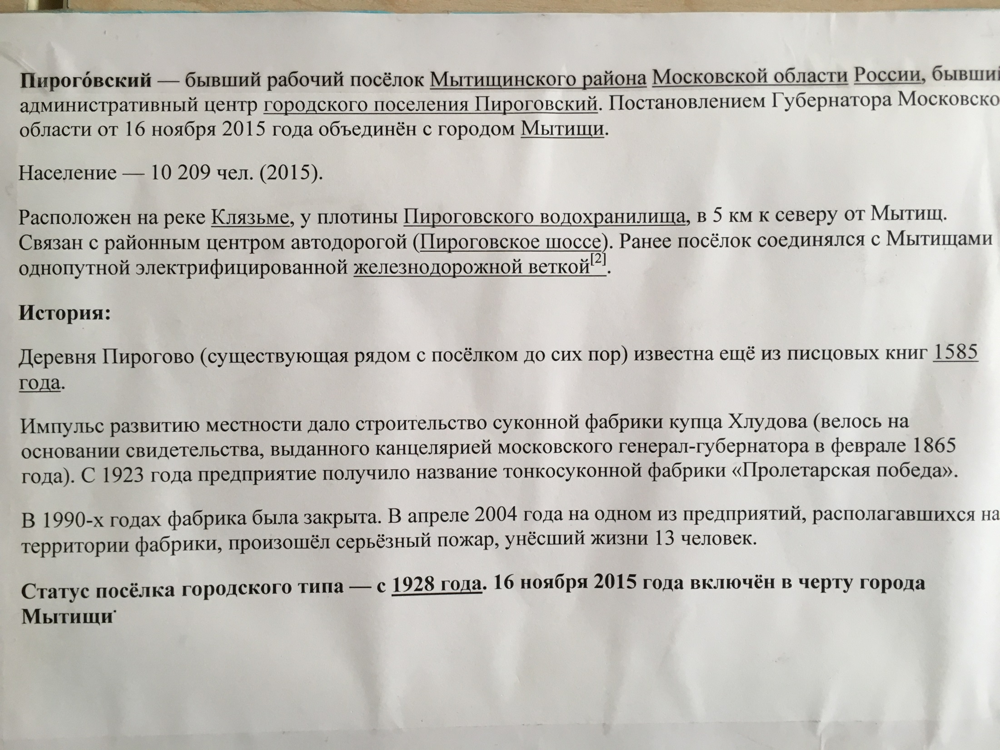 Пирого́вский — бывший рабочий посёлок Мытищинского района Московской области России, бывши
административный центр городского поселения Пироговский. Постановлением Губернатора Московско
области от 16 ноября 2015 года объединён с городом Мытищи.
Население — 10 209 чел. (2015).
Расположен на реке Клязьме, у плотины Пироговского водохранилища, в 5 км к северу от Мытищ.
Связан с районным центром автодорогой (Пироговское шоссе). Ранее посёлок соединялся с Мытищами
однопутной электрифицированной железнодорожной веткой[2].
История:
Деревня Пирогово (существующая рядом с посёлком до сих пор) известна ещё из писцовых книг 1585
года.
Импульс развитию местности дало строительство суконной фабрики купца Хлудова (велось на
основании свидетельства, выданного канцелярией московского генерал-губернатора в феврале 1865
года). С 1923 года предприятие получило название тонкосуконной фабрики «Пролетарская победа».
В 1990-х годах фабрика была закрыта. В апреле 2004 года на одном из предприятий, располагавшихся на
территории фабрики, произошёл серьёзный пожар, унёсший жизни 13 человек.
Статус посёлка городского типа — с 1928 года. 16 ноября 2015 года включён в черту города
Мытищи.